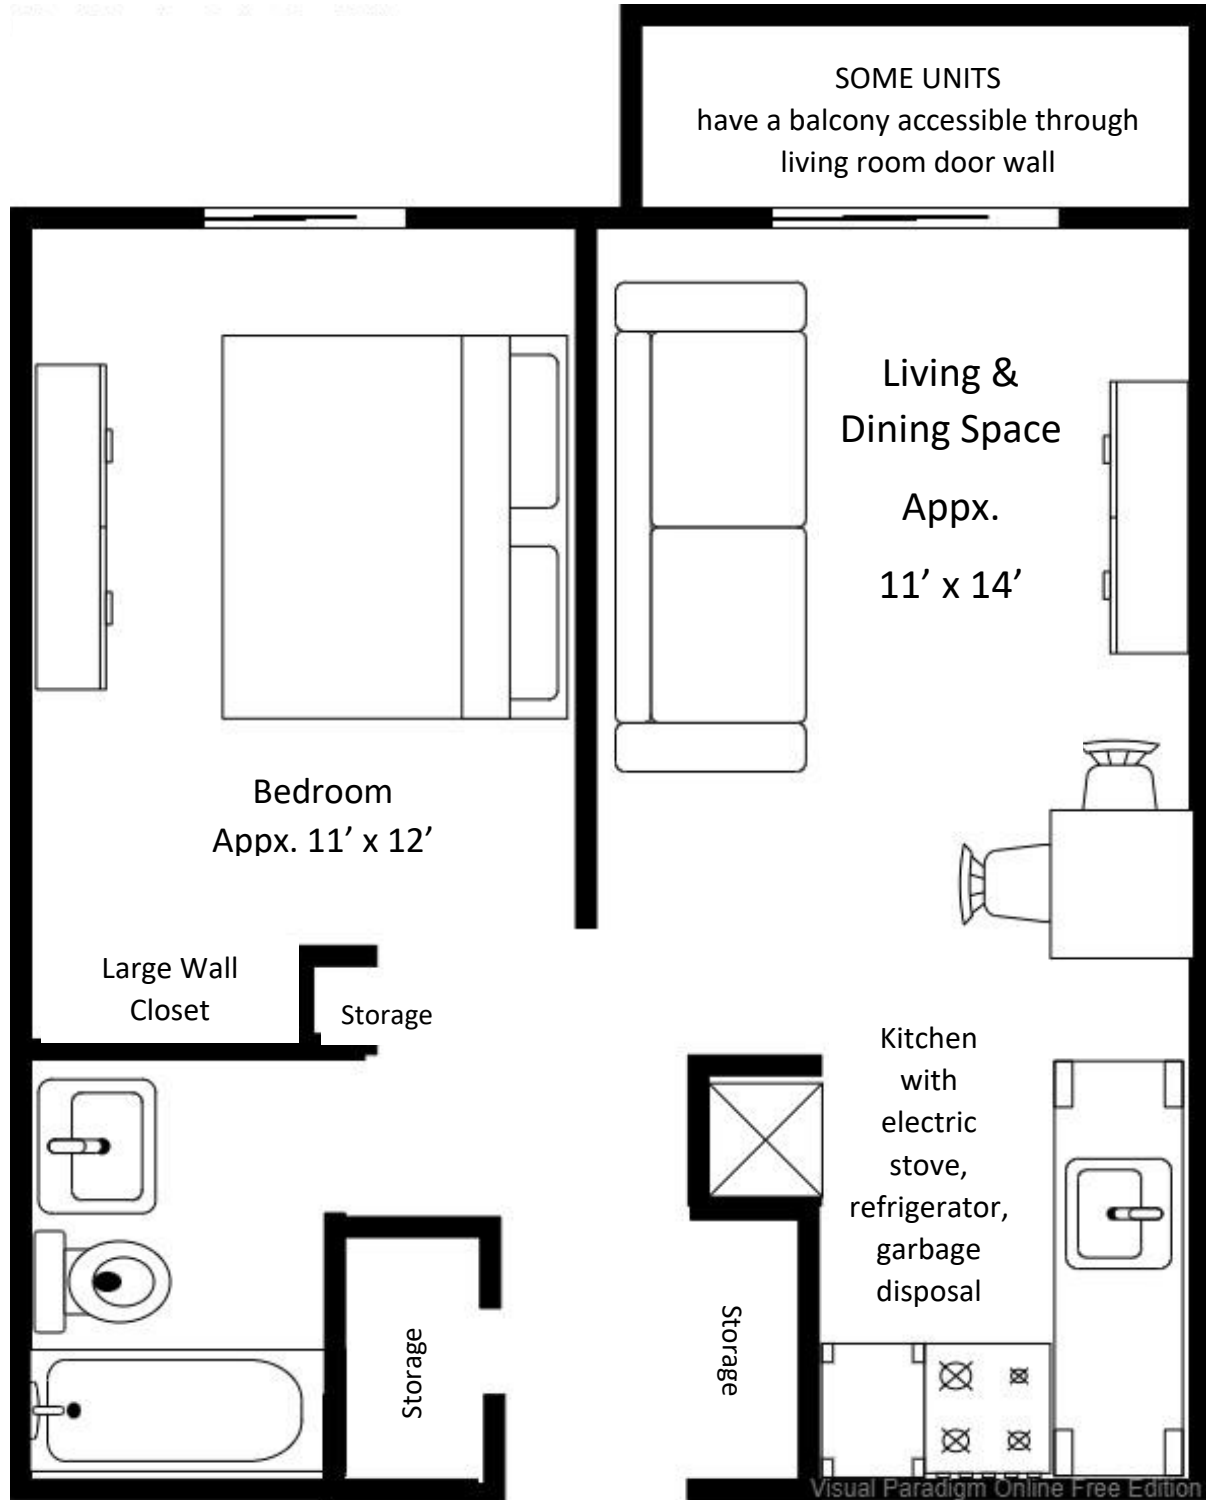 SOME UNITS
have a balcony accessible through
living room door wall
Living &
Dining Space
Appx.
11’ x 14’
Bedroom
Appx. 11’ x 12’
Large Wall
Closet
Storage
Kitchen
with
electric
stove,
refrigerator,
garbage
disposal
Storage
Storage
Visual Paradigm Online Free Edition